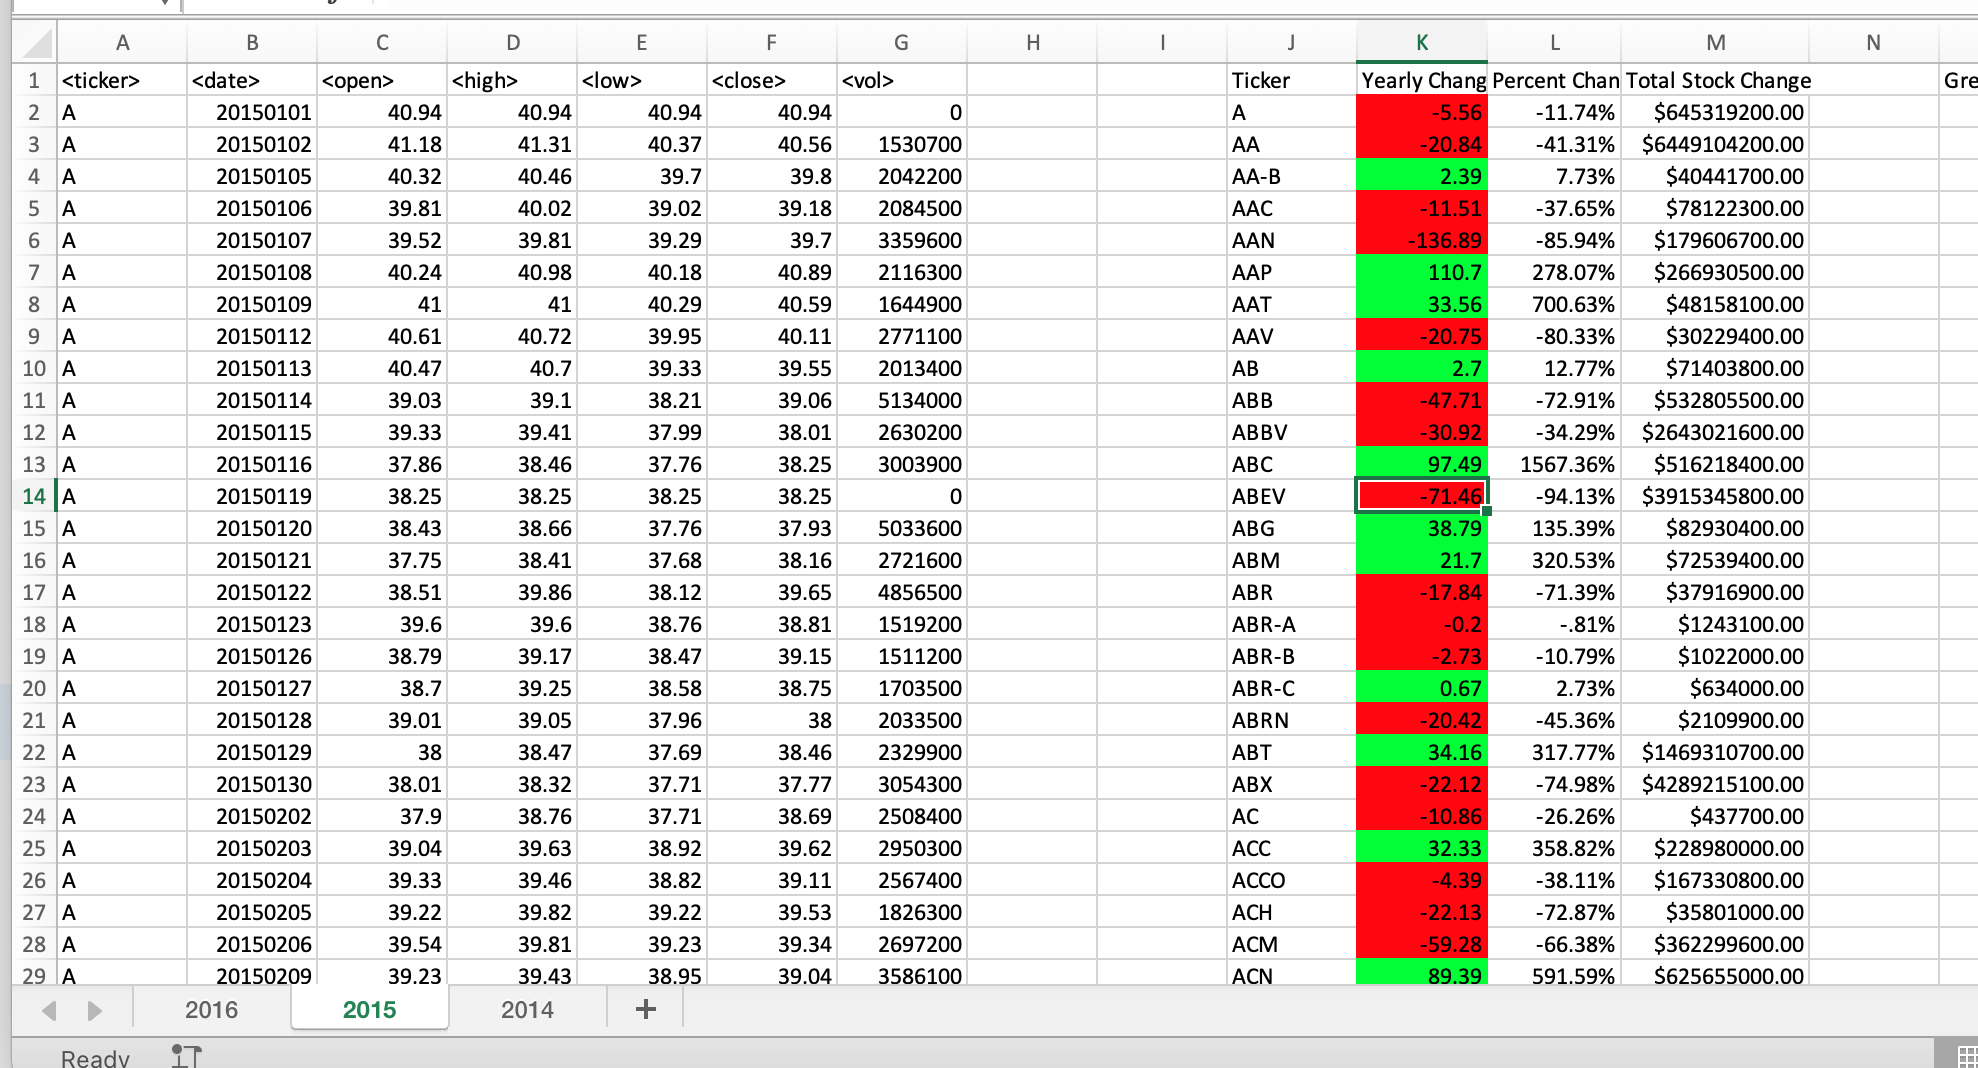 A B C D E F G H I J K L M N
1 <ticker> <date> <open> <high> <low> <close> <vol> Ticker Yearly Chang Percent Chan Total Stock Change Gre
2 A 20150101 40.94 40.94 40.94 40.94 0 A -5.56 -11.74% $645319200.00
3 A 20150102 41.18 41.31 40.37 40.56 1530700 AA -20.84 -41.31% $6449104200.00
4 A 20150105 40.32 40.46 39.7 39.8 2042200 AA-B 2.39 7.73% $40441700.00
5 A 20150106 39.81 40.02 39.02 39.18 2084500 AAC -11.51 -37.65% $78122300.00
6 A 20150107 39.52 39.81 39.29 39.7 3359600 AAN -136.89 -85.94% $179606700.00
7 A 20150108 40.24 40.98 40.18 40.89 2116300 AAP 110.7 278.07% $266930500.00
8 A 20150109 41 41 40.29 40.59 1644900 AAT 33.56 700.63% $48158100.00
9 A 20150112 40.61 40.72 39.95 40.11 2771100 AAV -20.75 -80.33% $30229400.00
10 A 20150113 40.47 40.7 39.33 39.55 2013400 AB 2.7 12.77% $71403800.00
11 A 20150114 39.03 39.1 38.21 39.06 5134000 ABB -47.71 -72.91% $532805500.00
12 A 20150115 39.33 39.41 37.99 38.01 2630200 ABBV -30.92 -34.29% $2643021600.00
13 A 20150116 37.86 38.46 37.76 38.25 3003900 ABC 97.49 1567.36% $516218400.00
14 A 20150119 38.25 38.25 38.25 38.25 0 ABEV -71.46 -94.13% $3915345800.00
15 A 20150120 38.43 38.66 37.76 37.93 5033600 ABG 38.79 135.39% $82930400.00
16 A 20150121 37.75 38.41 37.68 38.16 2721600 ABM 21.7 320.53% $72539400.00
17 A 20150122 38.51 39.86 38.12 39.65 4856500 ABR -17.84 -71.39% $37916900.00
18 A 20150123 39.6 39.6 38.76 38.81 1519200 ABR-A -0.2 -.81% $1243100.00
19 A 20150126 38.79 39.17 38.47 39.15 1511200 ABR-B -2.73 -10.79% $1022000.00
20 A 20150127 38.7 39.25 38.58 38.75 1703500 ABR-C 0.67 2.73% $634000.00
21 A 20150128 39.01 39.05 37.96 38 2033500 ABRN -20.42 -45.36% $2109900.00
22 A 20150129 38 38.47 37.69 38.46 2329900 ABT 34.16 317.77% $1469310700.00
23 A 20150130 38.01 38.32 37.71 37.77 3054300 ABX -22.12 -74.98% $4289215100.00
24 A 20150202 37.9 38.76 37.71 38.69 2508400 AC -10.86 -26.26% $437700.00
25 A 20150203 39.04 39.63 38.92 39.62 2950300 ACC 32.33 358.82% $228980000.00
26 A 20150204 39.33 39.46 38.82 39.11 2567400 ACCO -4.39 -38.11% $167330800.00
27 A 20150205 39.22 39.82 39.22 39.53 1826300 ACH -22.13 -72.87% $35801000.00
28 A 20150206 39.54 39.81 39.23 39.34 2697200 ACM -59.28 -66.38% $362299600.00
29 A 20150209 39.23 39.43 38.95 39.04 3586100 ACN 89.39 591.59% $625655000.00
2016 2015 2014 +
Ready